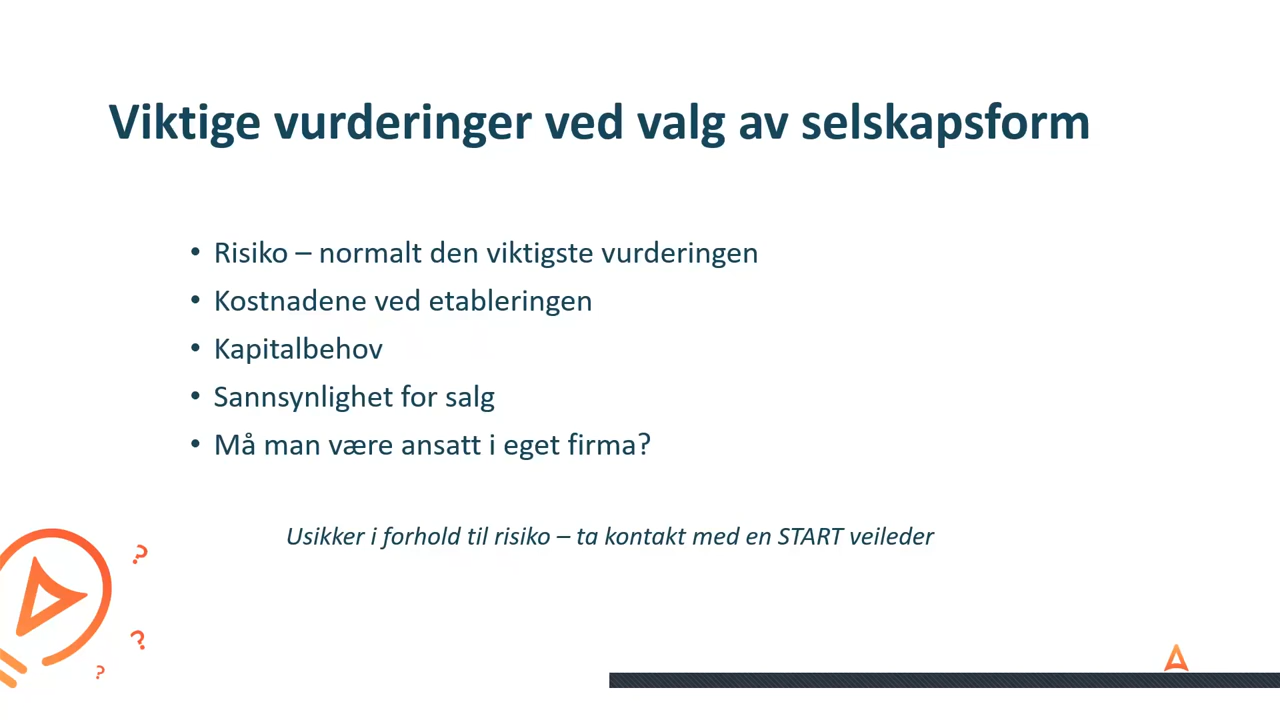 Viktige vurderinger ved valg av selskapsform
• Risiko – normalt den viktigste vurderingen
• Kostnadene ved etableringen
• Kapitalbehov
• Sannsynlighet for salg
• Må man være ansatt i eget firma?
Usikker i forhold til risiko – ta kontakt med en START veileder
?
?
?